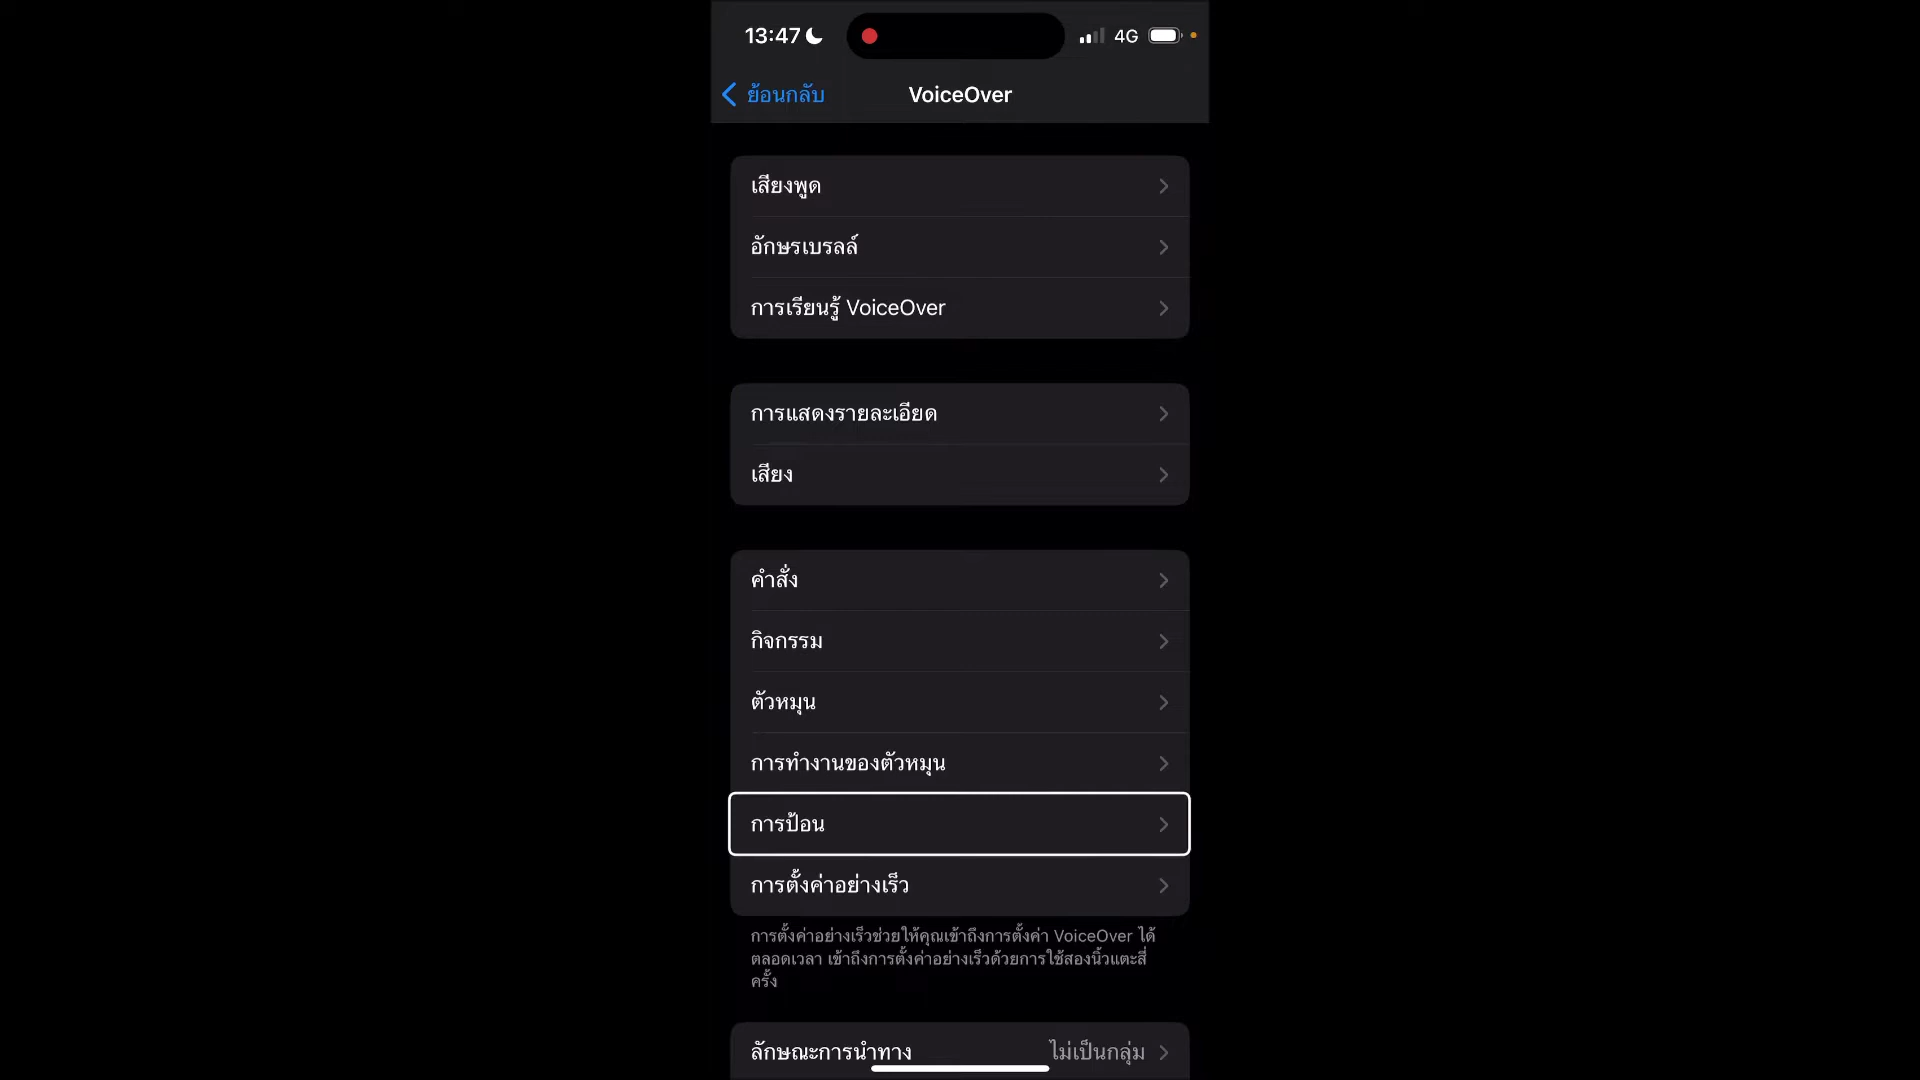 13:47
4G
ย้อนกลับ
VoiceOver
เสียงพูด
อักษรเบรลล์
การเรียนรู้ VoiceOver
การแสดงรายละเอียด
เสียง
คำสั่ง
กิจกรรม
ตัวหมุน
การทำงานของตัวหมุน
การป้อน
การตั้งค่าอย่างเร็ว
การตั้งค่าอย่างเร็วช่วยให้คุณเข้าถึงการตั้งค่า VoiceOver ได้
ตลอดเวลา เข้าถึงการตั้งค่าอย่างเร็วด้วยการใช้สองนิ้วแตะสี่
ครั้ง
ลักษณะการนำทาง ไม่เป็นกลุ่ม